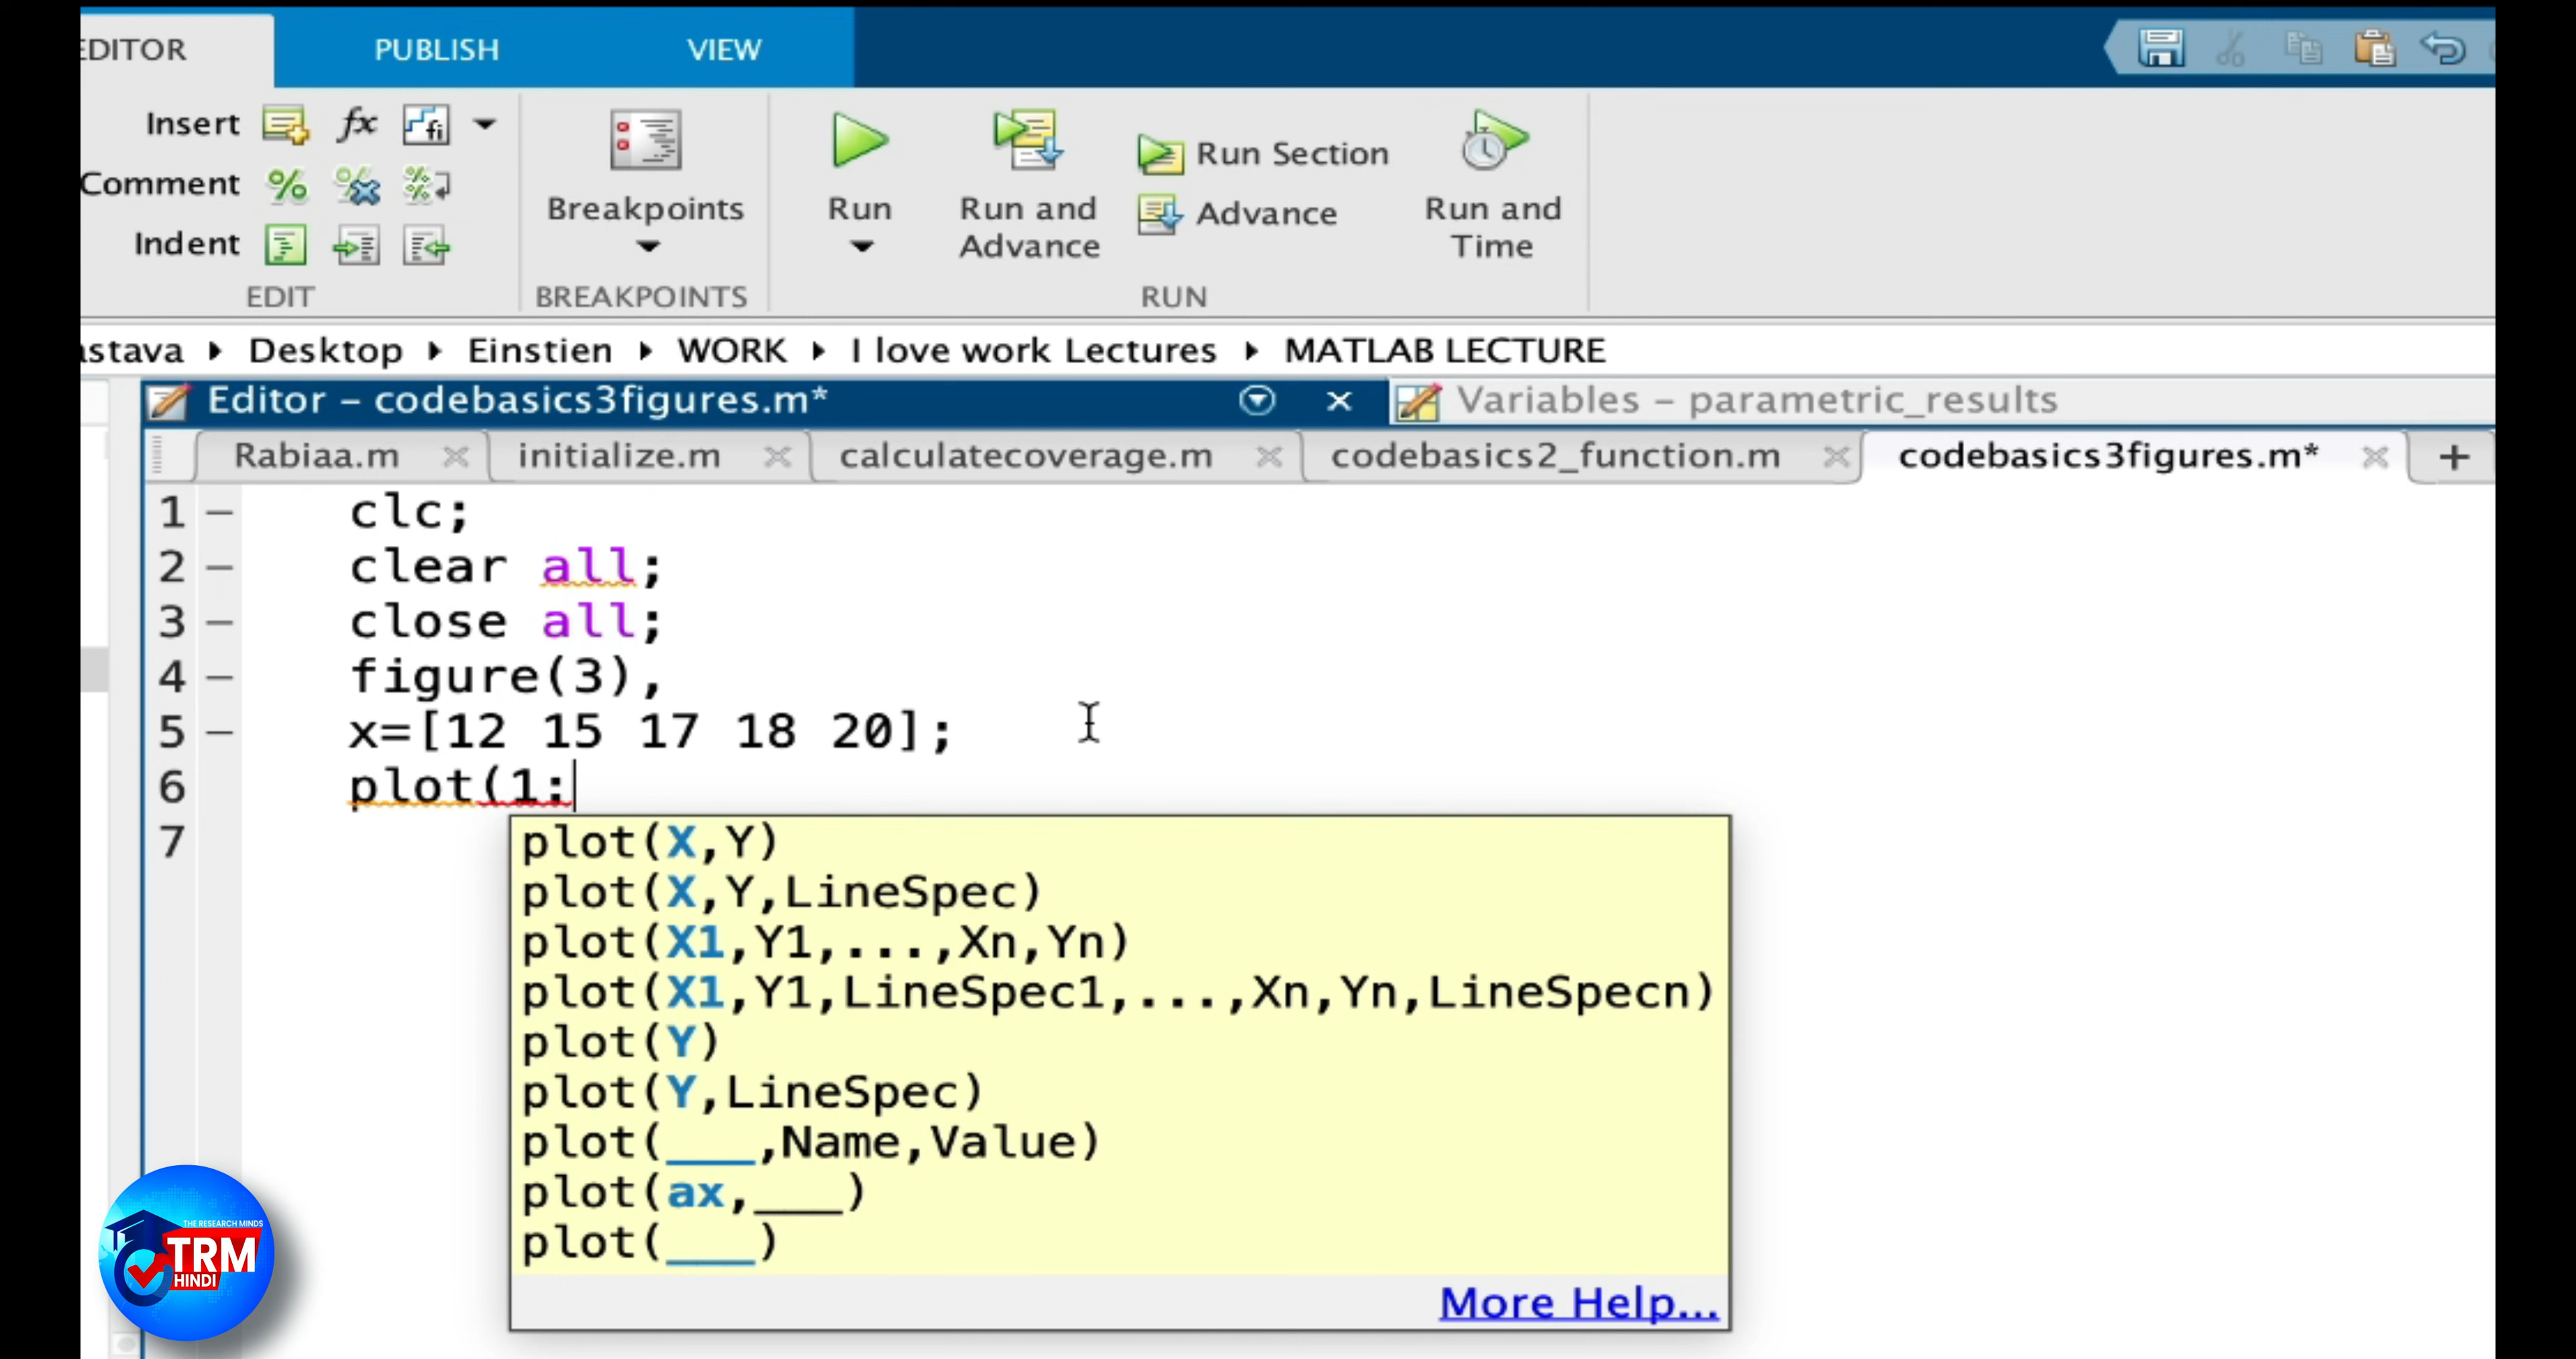 EDITOR PUBLISH VIEW
Insert fx fi
Comment
Indent
Breakpoints
Run
Run and Advance
Run Section
Advance
Run and Time
EDIT BREAKPOINTS RUN
astava Desktop Einstien WORK I love work Lectures MATLAB LECTURE
Editor – codebasics3figures.m* Variables – parametric_results
Rabiaa.m initialize.m calculatecoverage.m codebasics2_function.m codebasics3figures.m* +
1 – clc;
2 – clear all;
3 – close all;
4 – figure(3),
5 – x=[12 15 17 18 20];
6 plot(1:
7
plot(X,Y)
plot(X,Y,LineSpec)
plot(X1,Y1,...,Xn,Yn)
plot(X1,Y1,LineSpec1,...,Xn,Yn,LineSpecn)
plot(Y)
plot(Y,LineSpec)
plot(___,Name,Value)
plot(ax,___)
plot(___)
More Help...
THE RESEARCH MINDS
TRM
HINDI